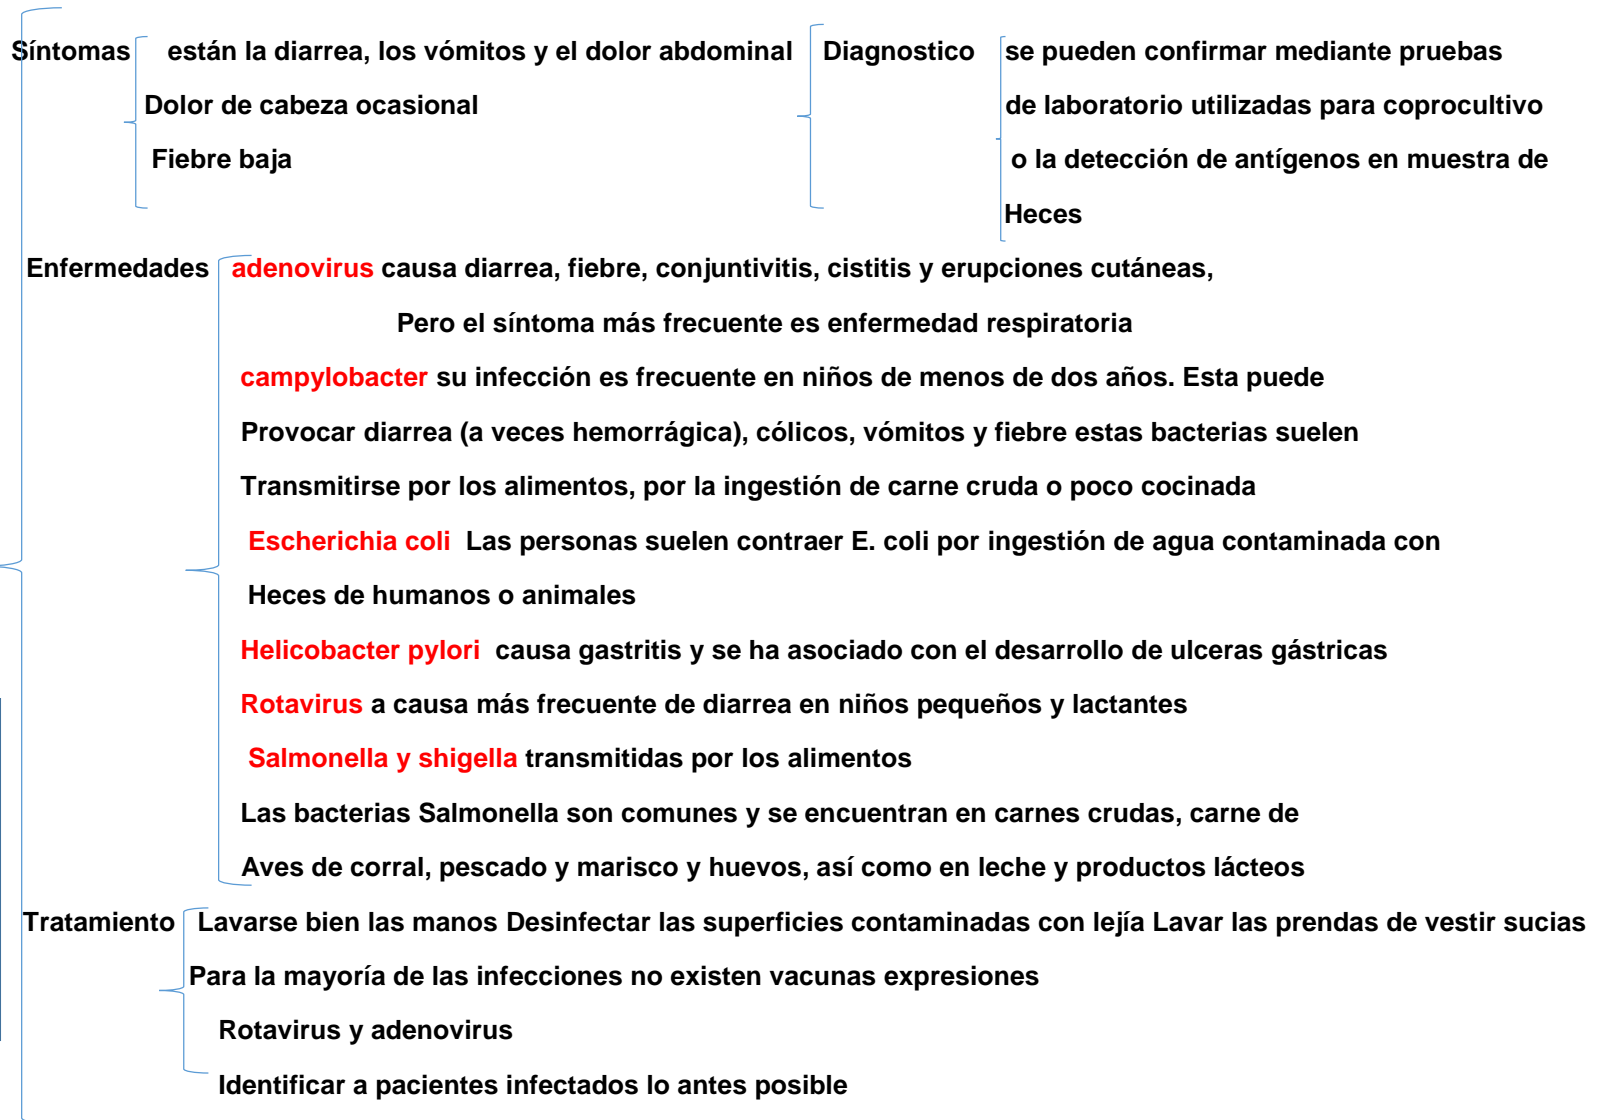 Síntomas están la diarrea, los vómitos y el dolor abdominal
Dolor de cabeza ocasional
Fiebre baja
Diagnostico se pueden confirmar mediante pruebas
de laboratorio utilizadas para coprocultivo
o la detección de antígenos en muestra de
Heces
Enfermedades adenovirus causa diarrea, fiebre, conjuntivitis, cistitis y erupciones cutáneas,
Pero el síntoma más frecuente es enfermedad respiratoria
campylobacter su infección es frecuente en niños de menos de dos años. Esta puede
Provocar diarrea (a veces hemorrágica), cólicos, vómitos y fiebre estas bacterias suelen
Transmitirse por los alimentos, por la ingestión de carne cruda o poco cocinada
Escherichia coli Las personas suelen contraer E. coli por ingestión de agua contaminada con
Heces de humanos o animales
Helicobacter pylori causa gastritis y se ha asociado con el desarrollo de ulceras gástricas
Rotavirus a causa más frecuente de diarrea en niños pequeños y lactantes
Salmonella y shigella transmitidas por los alimentos
Las bacterias Salmonella son comunes y se encuentran en carnes crudas, carne de
Aves de corral, pescado y marisco y huevos, así como en leche y productos lácteos
Tratamiento Lavarse bien las manos Desinfectar las superficies contaminadas con lejía Lavar las prendas de vestir sucias
Para la mayoría de las infecciones no existen vacunas expresiones
Rotavirus y adenovirus
Identificar a pacientes infectados lo antes posible